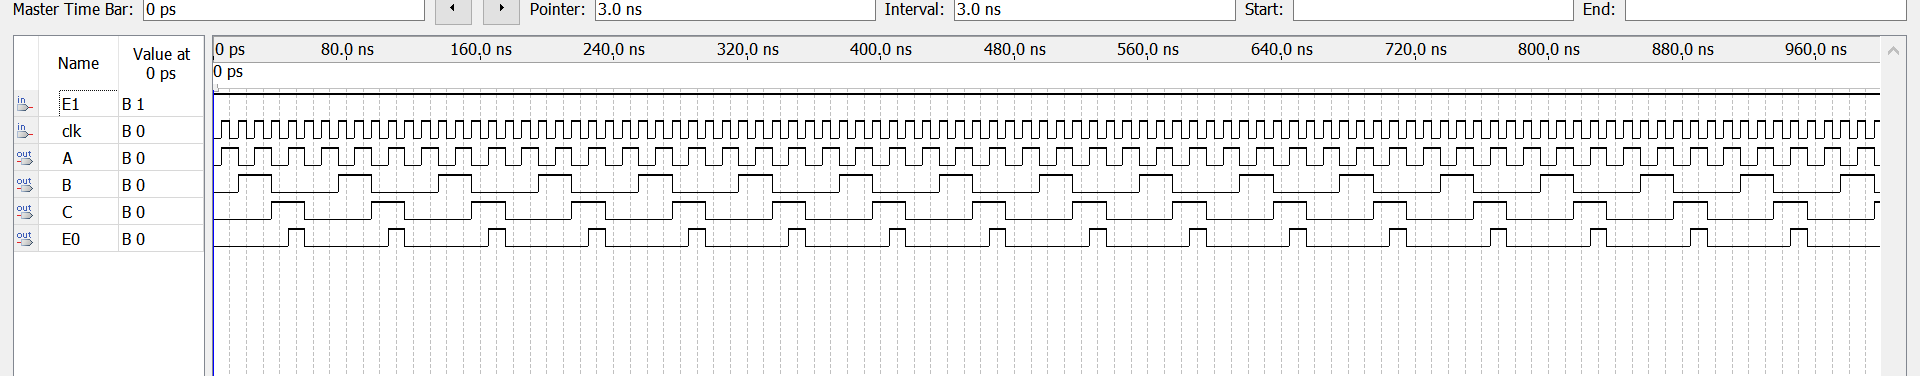 Master Time Bar: 0 ps Pointer: 3.0 ns Interval: 3.0 ns Start: End:
Name Value at 0 ps 0 ps 80.0 ns 160.0 ns 240.0 ns 320.0 ns 400.0 ns 480.0 ns 560.0 ns 640.0 ns 720.0 ns 800.0 ns 880.0 ns 960.0 ns
0 ps
in E1 B 1
in clk B 0
out A B 0
out B B 0
out C B 0
out E0 B 0